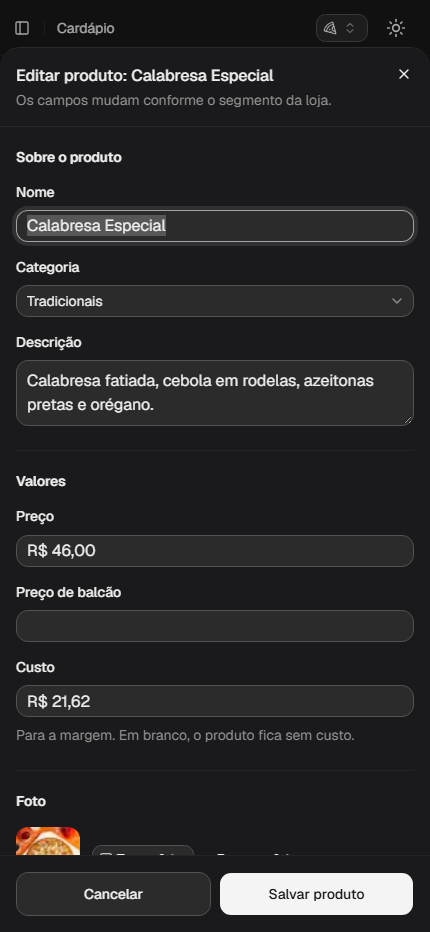 Cardápio
Editar produto: Calabresa Especial
Os campos mudam conforme o segmento da loja.
Sobre o produto
Nome
Calabresa Especial
Categoria
Tradicionais
Descrição
Calabresa fatiada, cebola em rodelas, azeitonas
pretas e orégano.
Valores
Preço
R$ 46,00
Preço de balcão
Custo
R$ 21,62
Para a margem. Em branco, o produto fica sem custo.
Foto
Cancelar
Salvar produto